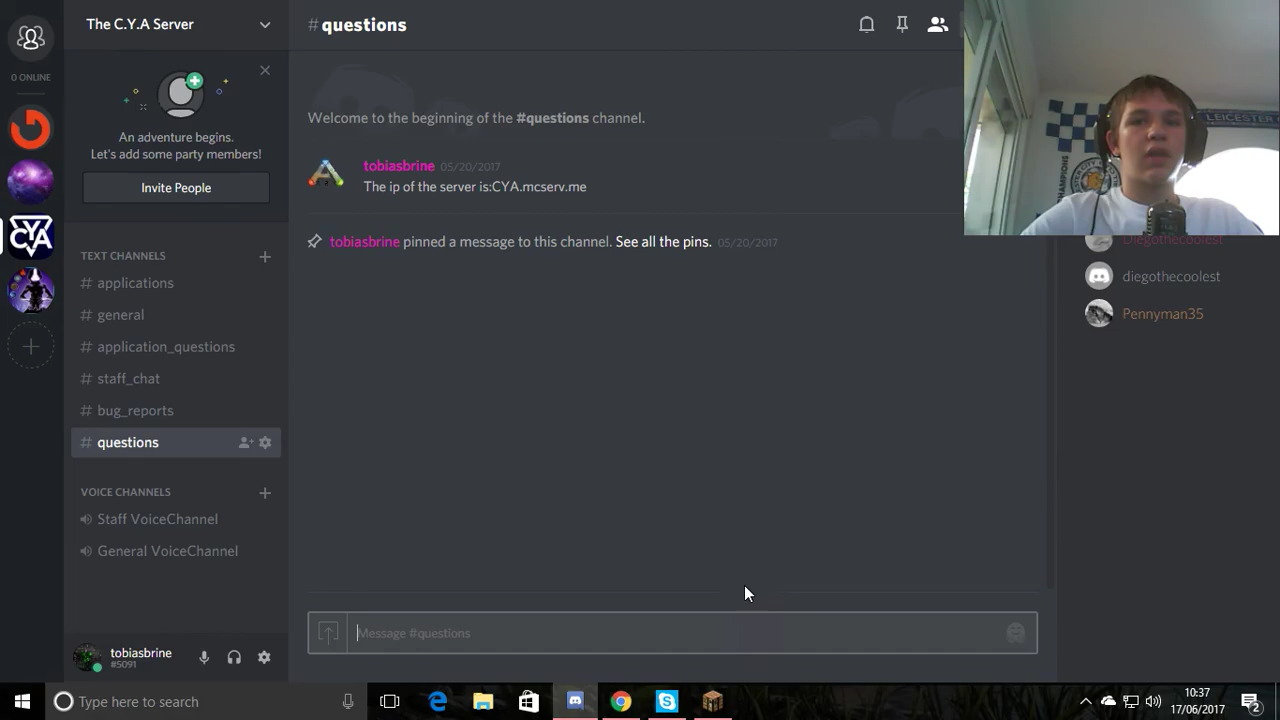 The C.Y.A Server
#questions
0 ONLINE
An adventure begins.
Let's add some party members!
Invite People
TEXT CHANNELS
# applications
# general
# application_questions
# staff_chat
# bug_reports
# questions
VOICE CHANNELS
Staff VoiceChannel
General VoiceChannel
tobiasbrine
#5091
Welcome to the beginning of the #questions channel.
tobiasbrine 05/20/2017
The ip of the server is:CYA.mcserv.me
tobiasbrine pinned a message to this channel. See all the pins. 05/20/2017
Message #questions
LEICESTER
CHAMPIONS
Diegothecoolest
diegothecoolest
Pennyman35
CYA
Type here to search
10:37
17/06/2017
2